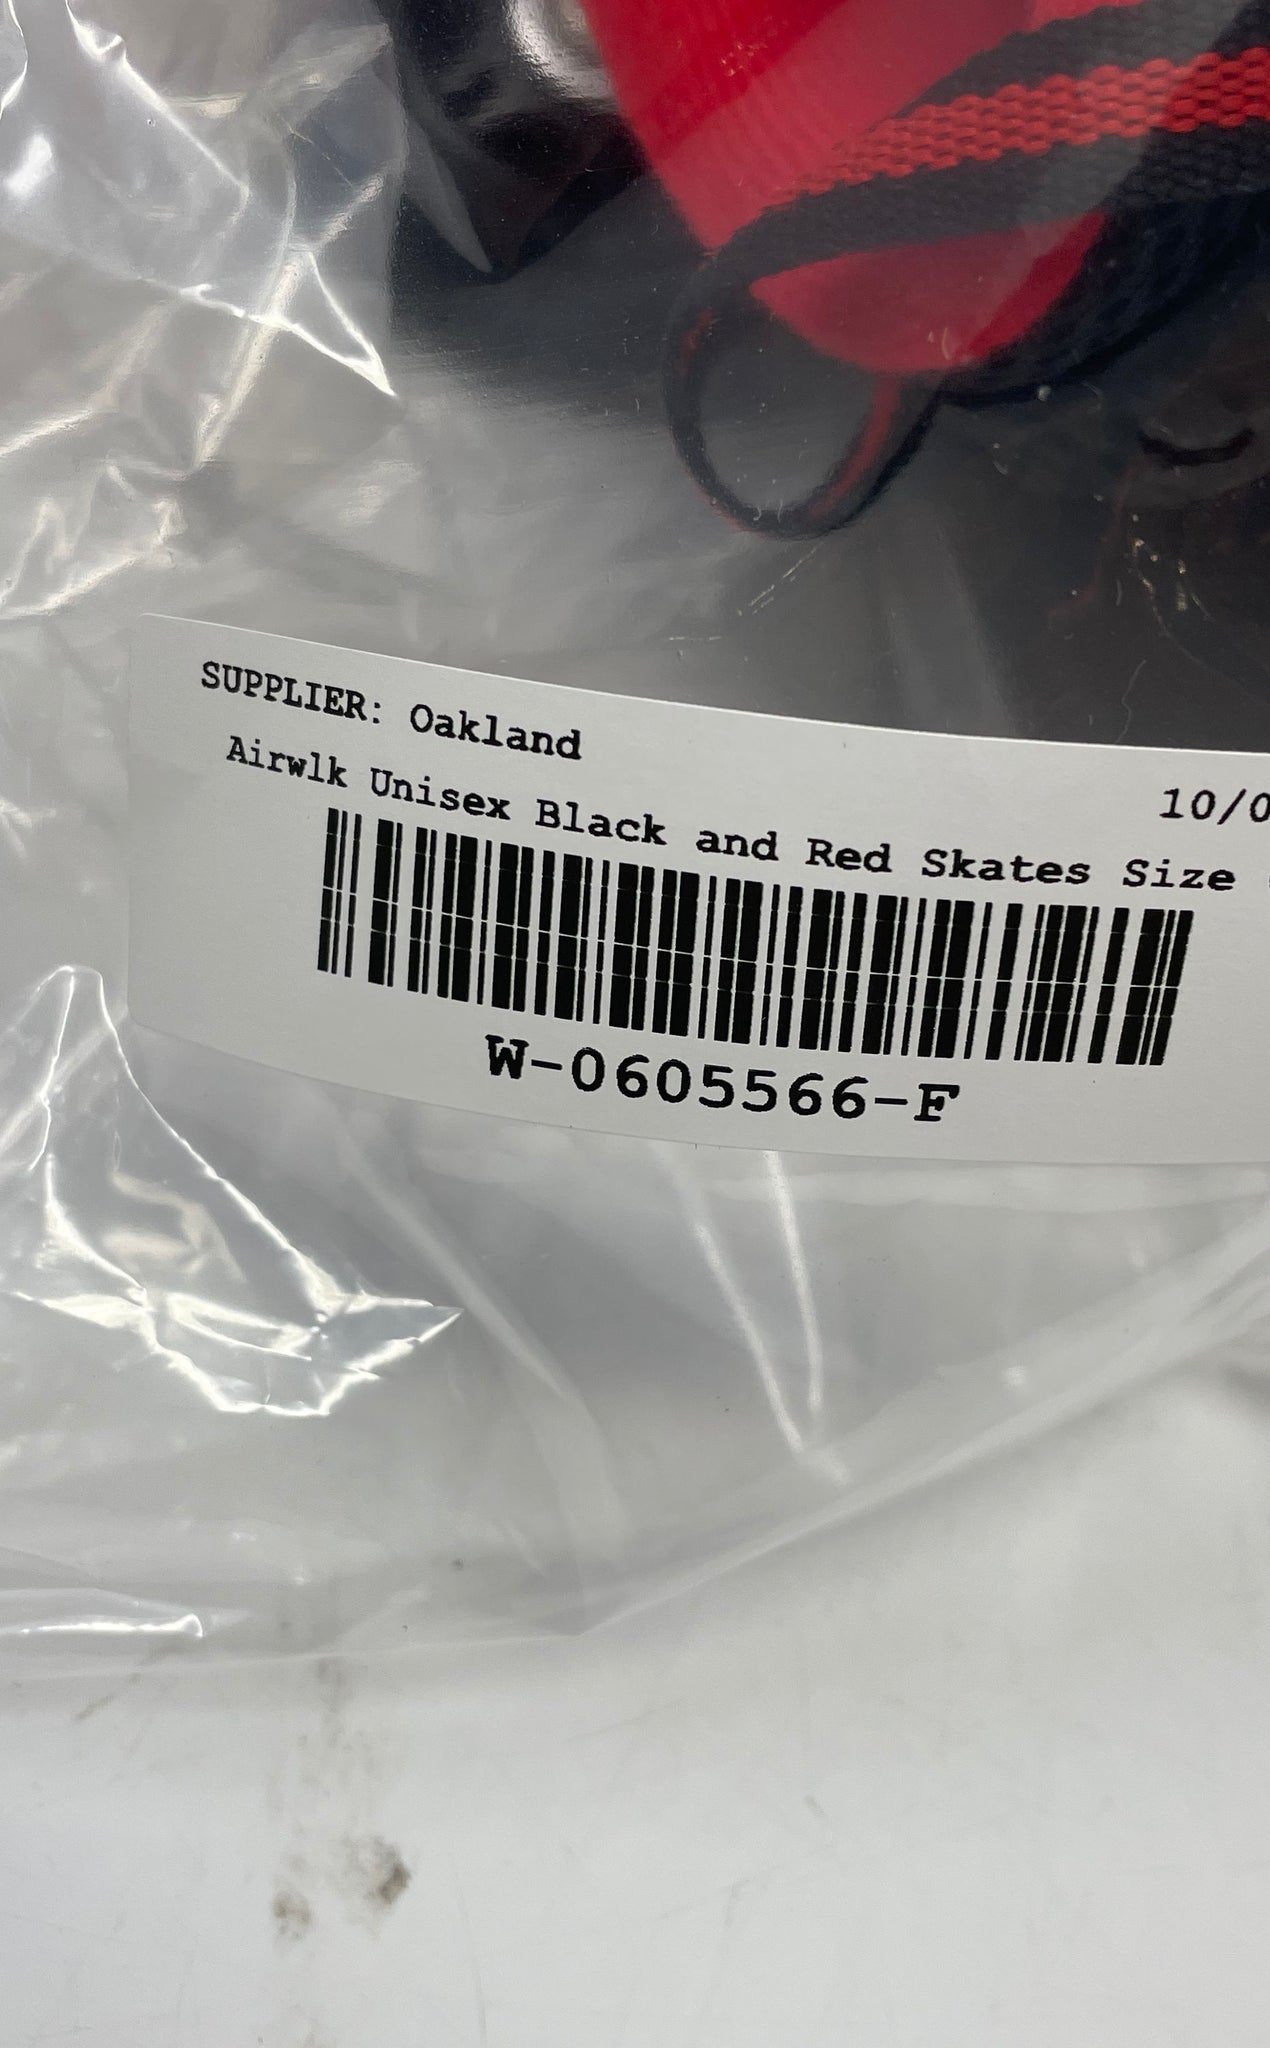 SUPPLIER: Oakland
10/0
Airwlk Unisex Black and Red Skates Size
W-0605566-F